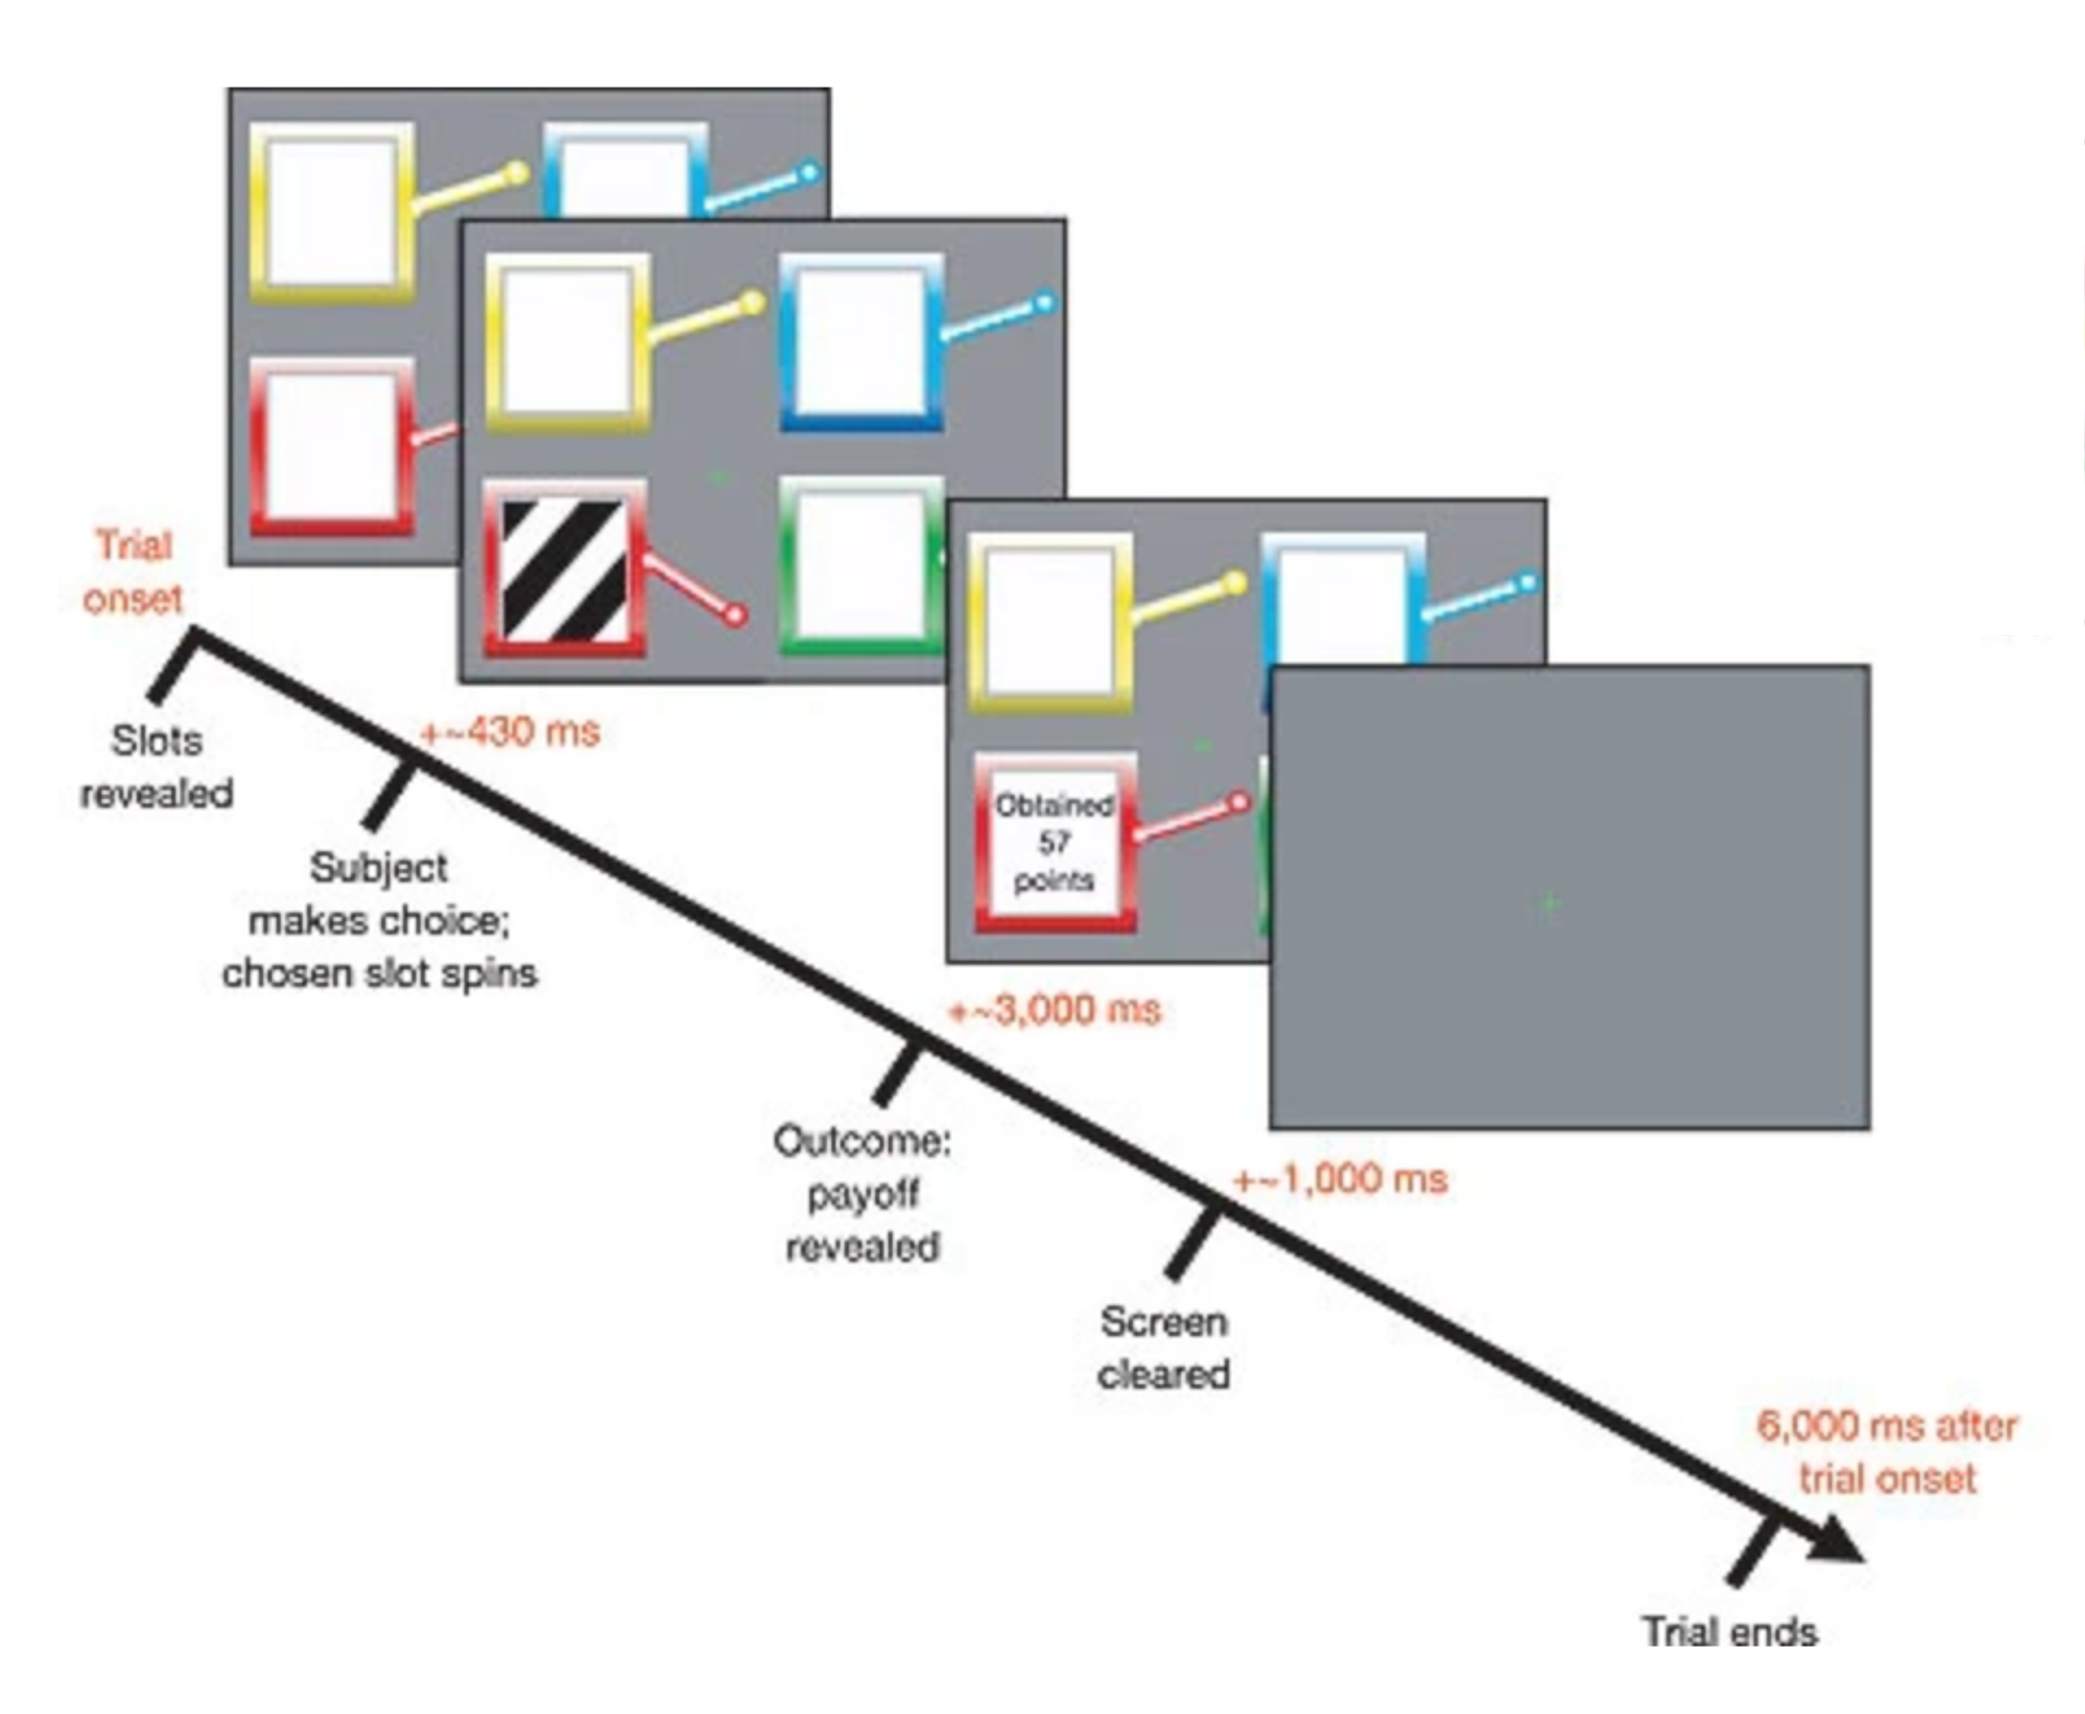 Trial
onset
Slots
revealed
+~430 ms
Subject
makes choice;
chosen slot spins
Obtained
57
points
+~3,000 ms
Outcome:
payoff
revealed
+~1,000 ms
Screen
cleared
6,000 ms after
trial onset
Trial ends